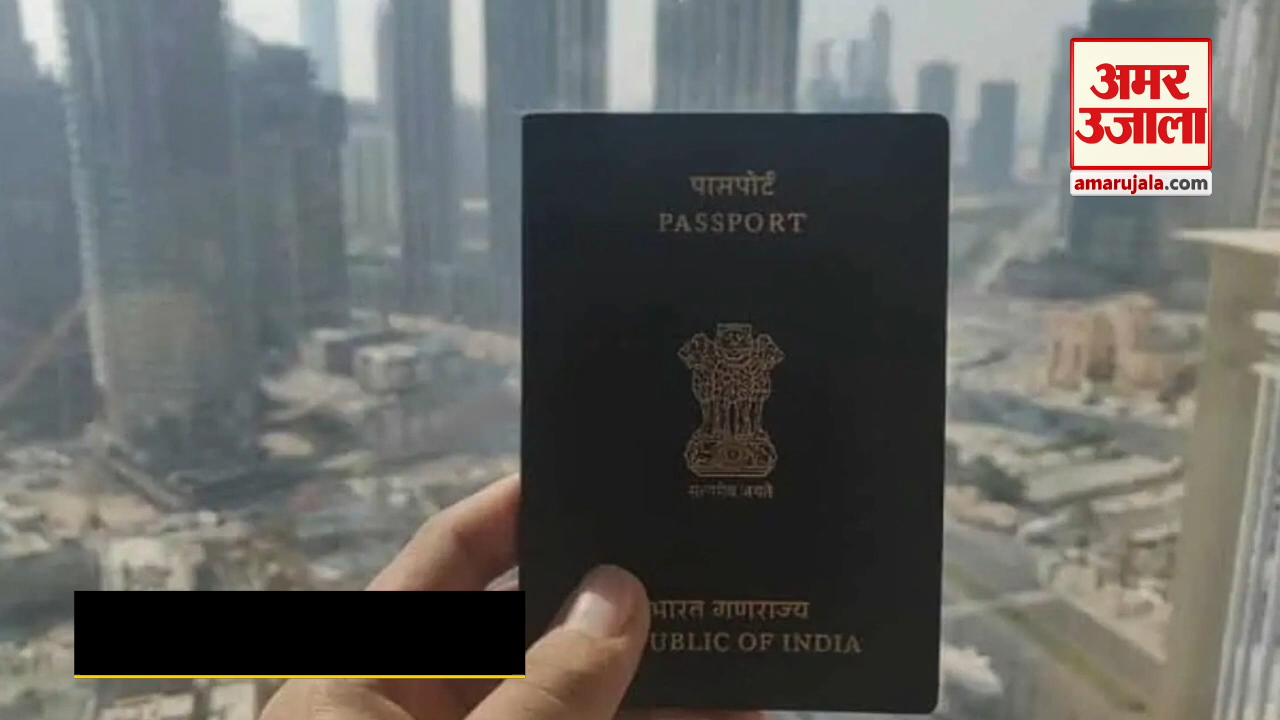 पासपोर्ट
PASSPORT
सत्यमेव जयते
भारत गणराज्य
UBLIC OF INDIA
अमर
उजाला
amarujala.com